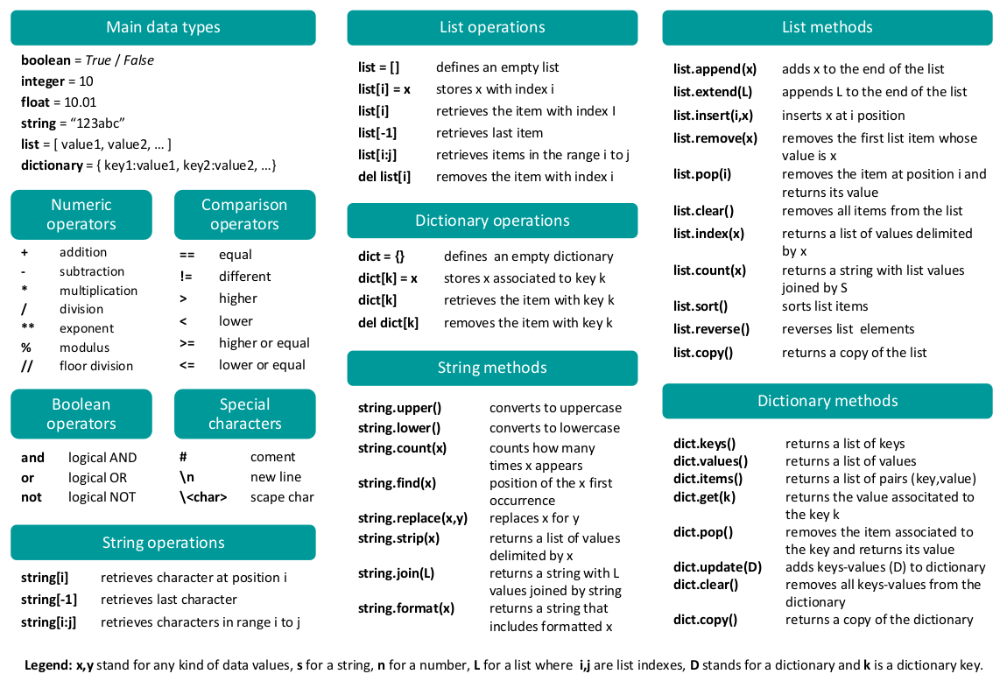 Main data types
boolean = True / False
integer = 10
float = 10.01
string = “123abc”
list = [ value1, value2, … ]
dictionary = { key1:value1, key2:value2, …}
Numeric
operators
+ addition
- subtraction
* multiplication
/ division
** exponent
% modulus
// floor division
Comparison
operators
== equal
!= different
> higher
< lower
>= higher or equal
<= lower or equal
Boolean
operators
and logical AND
or logical OR
not logical NOT
Special
characters
# coment
\n new line
\<char> scape char
String operations
string[i] retrieves character at position i
string[-1] retrieves last character
string[i:j] retrieves characters in range i to j
List operations
list = [] defines an empty list
list[i] = x stores x with index i
list[i] retrieves the item with index I
list[-1] retrieves last item
list[i:j] retrieves items in the range i to j
del list[i] removes the item with index i
Dictionary operations
dict = {} defines an empty dictionary
dict[k] = x stores x associated to key k
dict[k] retrieves the item with key k
del dict[k] removes the item with key k
String methods
string.upper() converts to uppercase
string.lower() converts to lowercase
string.count(x) counts how many
times x appears
string.find(x) position of the x first
occurrence
string.replace(x,y) replaces x for y
string.strip(x) returns a list of values
delimited by x
string.join(L) returns a string with L
values joined by string
string.format(x) returns a string that
includes formatted x
List methods
list.append(x) adds x to the end of the list
list.extend(L) appends L to the end of the list
list.insert(i,x) inserts x at i position
list.remove(x) removes the first list item whose
value is x
list.pop(i) removes the item at position i and
returns its value
list.clear() removes all items from the list
list.index(x) returns a list of values delimited
by x
list.count(x) returns a string with list values
joined by S
list.sort() sorts list items
list.reverse() reverses list elements
list.copy() returns a copy of the list
Dictionary methods
dict.keys() returns a list of keys
dict.values() returns a list of values
dict.items() returns a list of pairs (key,value)
dict.get(k) returns the value associtated to
the key k
dict.pop() removes the item associated to
the key and returns its value
dict.update(D) adds keys-values (D) to dictionary
dict.clear() removes all keys-values from the
dictionary
dict.copy() returns a copy of the dictionary
Legend: x,y stand for any kind of data values, s for a string, n for a number, L for a list where i,j are list indexes, D stands for a dictionary and k is a dictionary key.